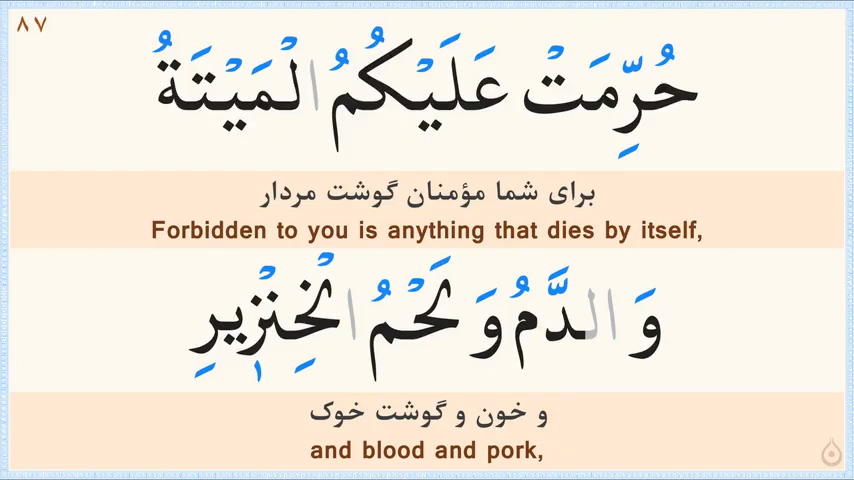 ۸۷
حُرِّمَتْ عَلَيْكُمُ الْمَيْتَةُ
برای شما مؤمنان گوشت مردار
Forbidden to you is anything that dies by itself,
وَ الدَّمُ وَ لَحْمُ الْخِنْزِيرِ
و خون و گوشت خوک
and blood and pork,